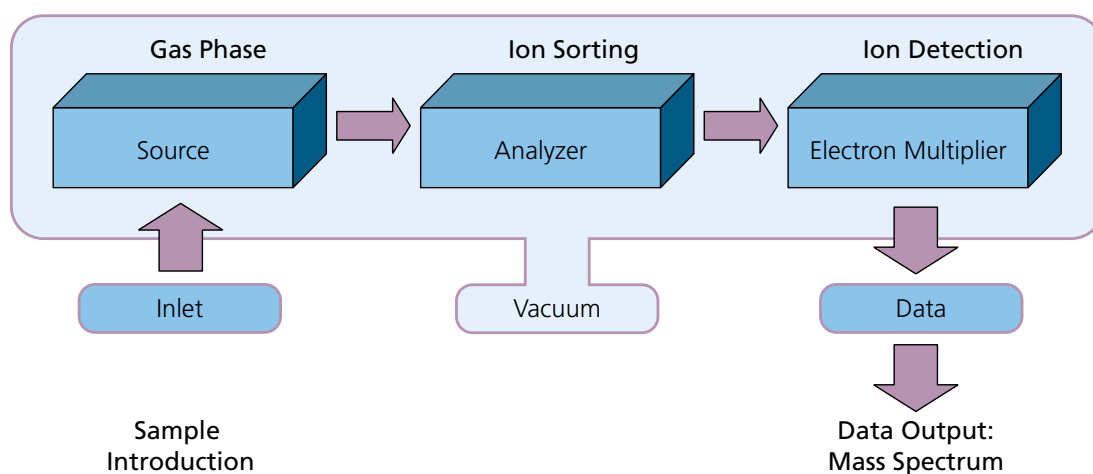 Gas Phase
Ion Sorting
Ion Detection
Source
Analyzer
Electron Multiplier
Inlet
Vacuum
Data
Sample
Introduction
Data Output:
Mass Spectrum